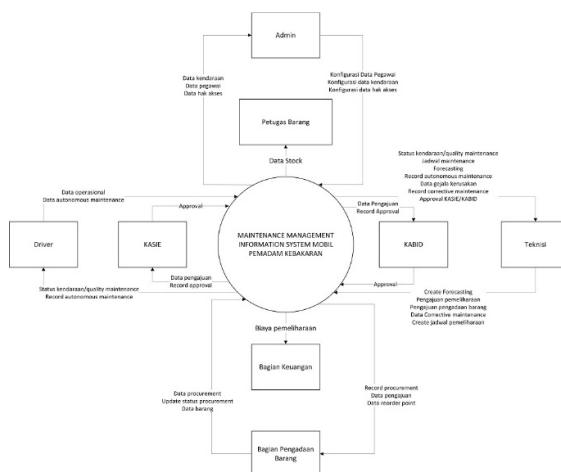 Admin
Data kendaraan
Data pegawai
Data hak akses
Konfigurasi Data Pegawai
Konfigurasi data kendaraan
Konfigurasi data hak akses
Petugas Barang
Data Stock
Status kendaraan/quality maintenance
Jadwal maintenance
Forecasting
Record autonomous maintenance
Data gejala kerusakan
Record corrective maintenance
Approval KASIE/KABID
Data operasional
Data autonomous maintenance
Approval
Data Pengajuan
Record Approval
Driver
KASIE
MAINTENANCE MANAGEMENT
INFORMATION SYSTEM MOBIL
PEMADAM KEBAKARAN
KABID
Teknisi
Data pengajuan
Record approval
Approval
Status kendaraan/quality maintenance
Record autonomous maintenance
Create Forecasting
Pengajuan pemeliharaan
Pengajuan pengadaan barang
Data Corrective maintenance
Create jadwal pemeliharaan
Biaya pemeliharaan
Bagian Keuangan
Data procurement
Update status procurement
Data barang
Record procurement
Data pengajuan
Data reorder point
Bagian Pengadaan
Barang